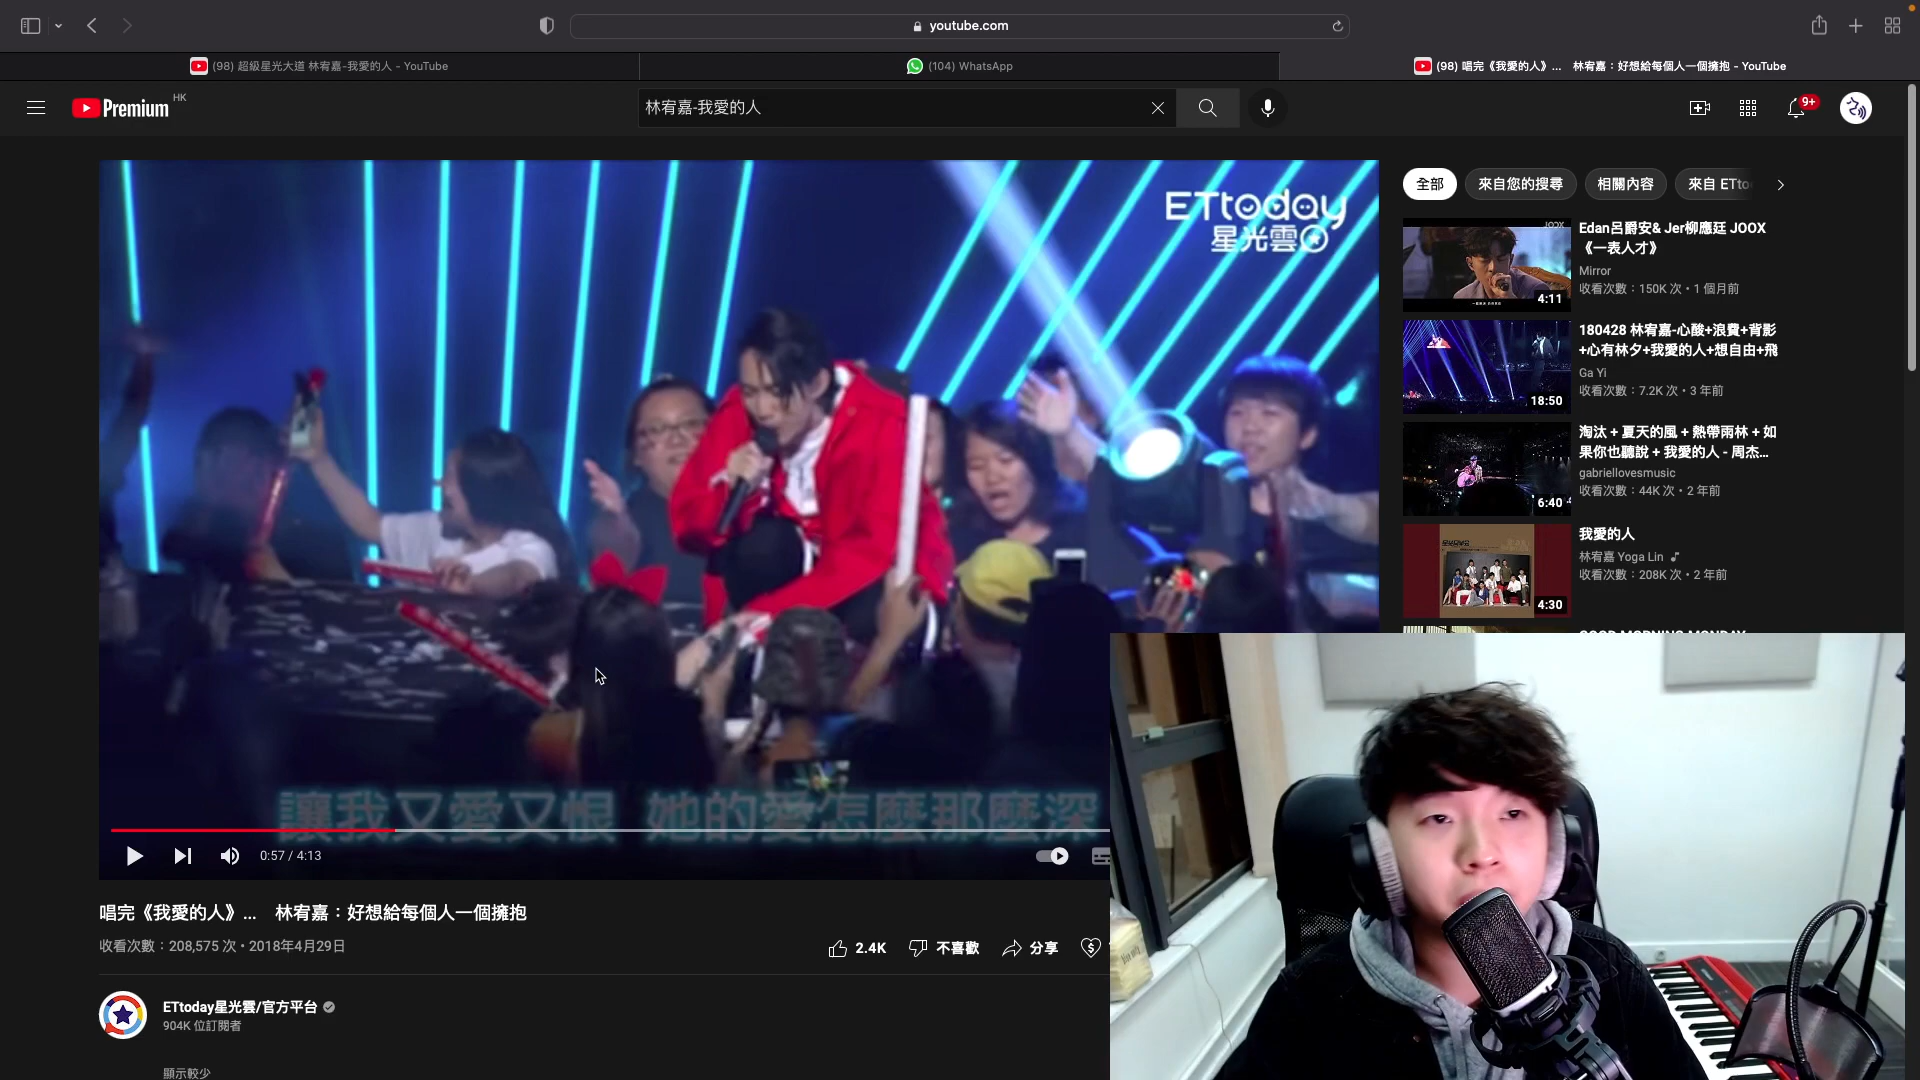 youtube.com
(98) 超級星光大道 林宥嘉-我愛的人 - YouTube
(104) WhatsApp
(98) 唱完《我愛的人》... 林宥嘉：好想給每個人一個擁抱 - YouTube
Premium HK
林宥嘉-我愛的人
9+
ETtoday
星光雲
讓我又愛又恨 她的愛怎麼那麼深
0:57 / 4:13
唱完《我愛的人》... 林宥嘉：好想給每個人一個擁抱
收看次數：208,575 次・2018年4月29日
2.4K
不喜歡
分享
ETtoday星光雲/官方平台
904K 位訂閱者
顯示較少
全部
來自您的搜尋
相關內容
來自 ETto
JOOX
4:11
Edan呂爵安& Jer柳應廷 JOOX
《一表人才》
Mirror
收看次數：150K 次・1 個月前
18:50
180428 林宥嘉-心酸+浪費+背影
+心有林夕+我愛的人+想自由+飛
Ga Yi
收看次數：7.2K 次・3 年前
6:40
淘汰 + 夏天的風 + 熱帶雨林 + 如
果你也聽說 + 我愛的人 - 周杰...
gabriellovesmusic
收看次數：44K 次・2 年前
4:30
我愛的人
林宥嘉 Yoga Lin
收看次數：208K 次・2 年前
GOOD MORNING MONDAY